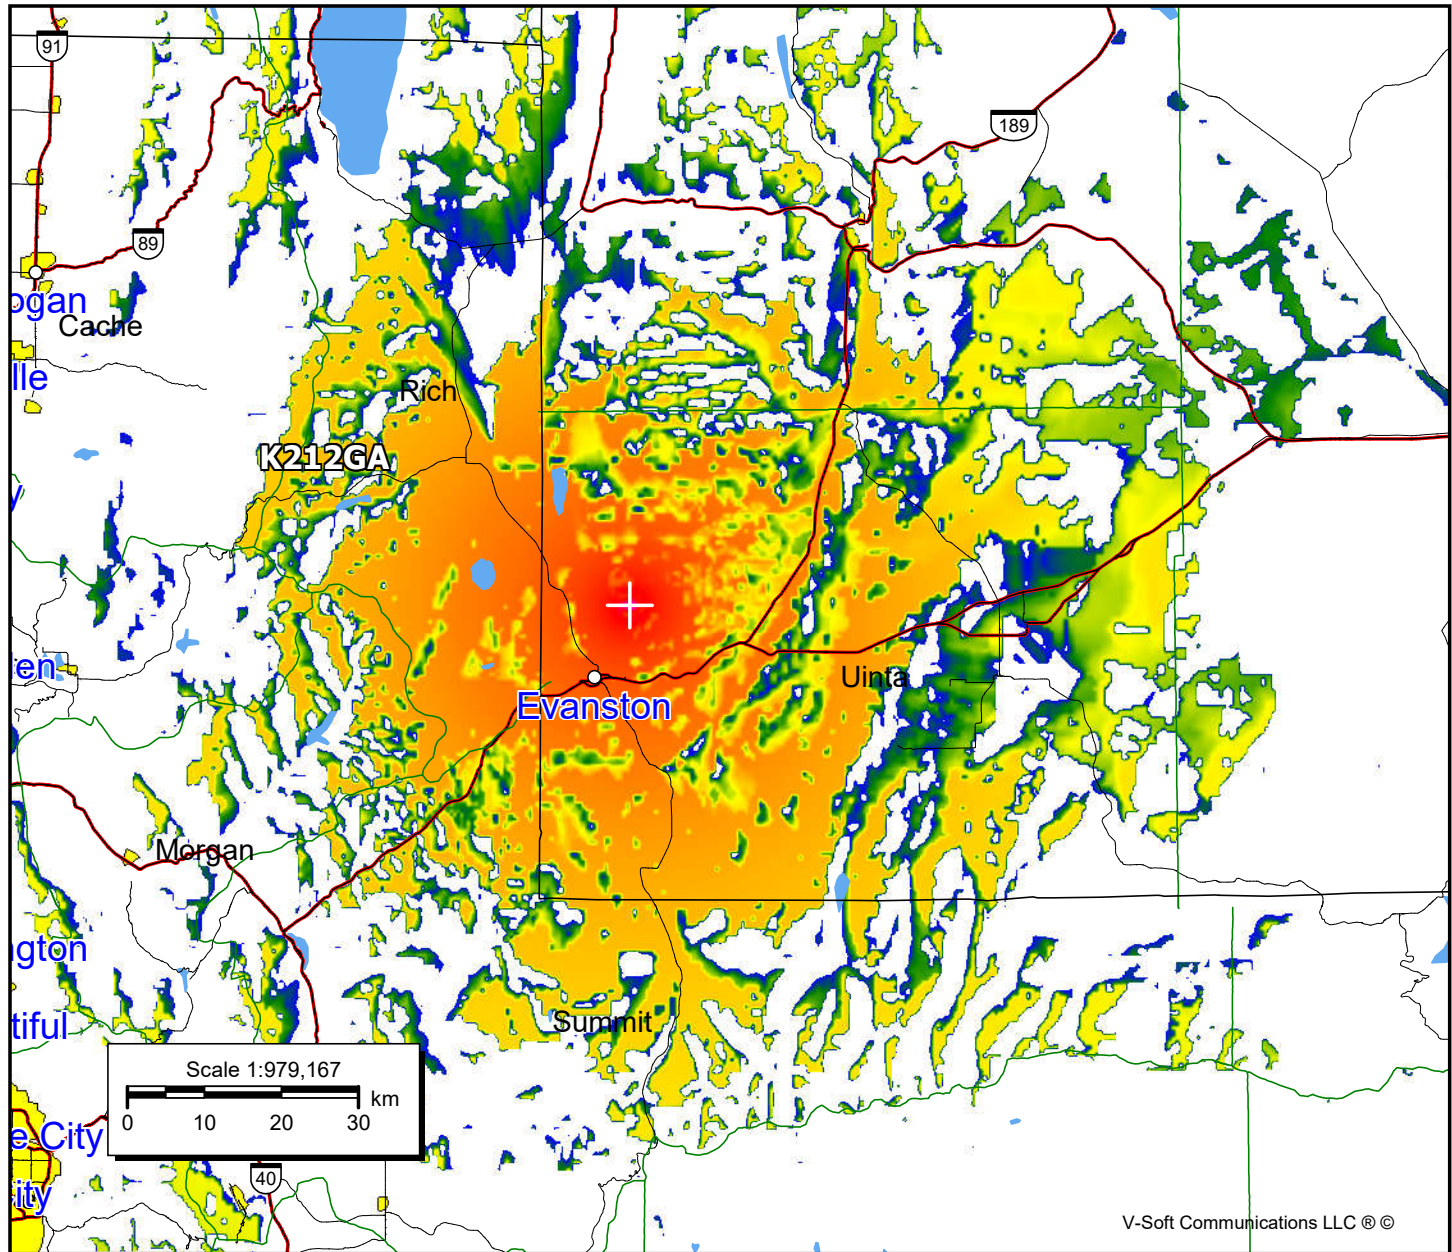 91
189
89
ogan
Cache
lle
Rich
K212GA
y
en
Uinta
Evanston
Morgan
ngton
Summit
tiful
Scale 1:979,167
km
0 10 20 30
e City
40
ity
V-Soft Communications LLC ® ©